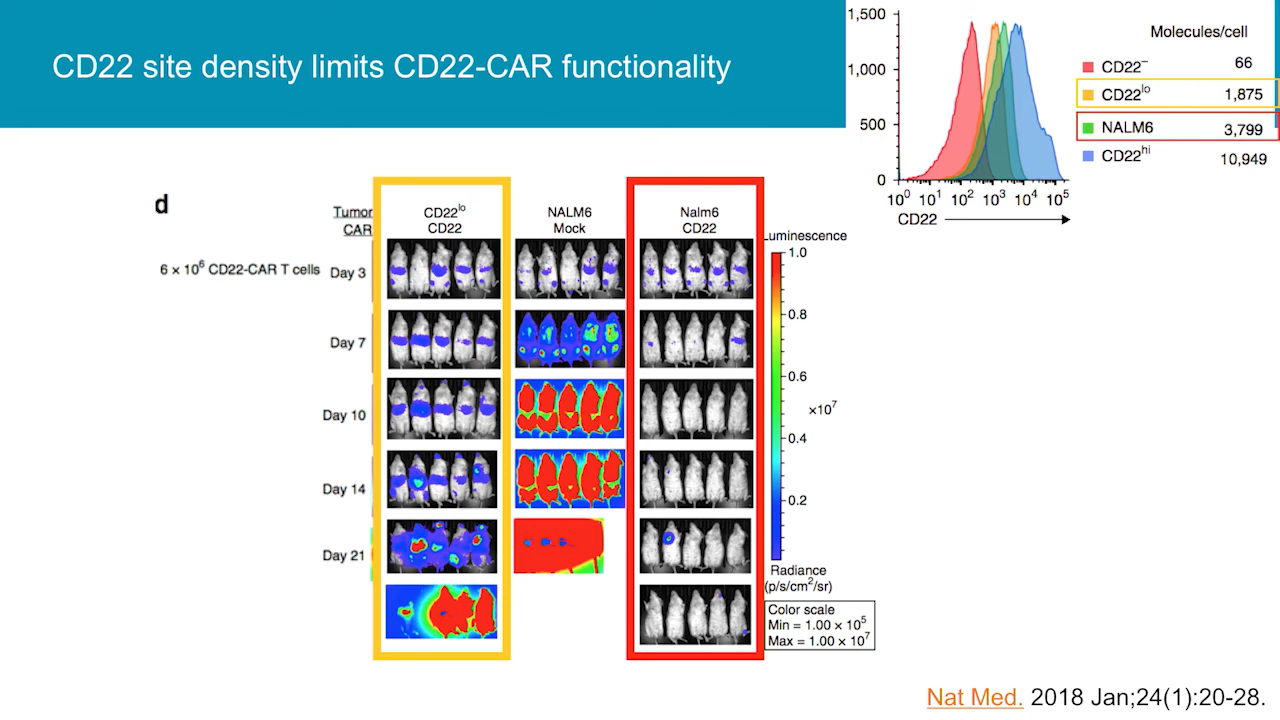 CD22 site density limits CD22-CAR functionality
1,500
1,000
500
0
10⁰ 10¹ 10² 10³ 10⁴ 10⁵
CD22
Molecules/cell
CD22⁻ 66
CD22ˡᵒ 1,875
NALM6 3,799
CD22ʰⁱ 10,949
d
Tumor CD22ˡᵒ NALM6 Nalm6
CAR CD22 Mock CD22
6 × 10⁶ CD22-CAR T cells Day 3
Day 7
Day 10
Day 14
Day 21
Luminescence
1.0
0.8
0.6
×10⁷
0.4
0.2
Radiance
(p/s/cm²/sr)
Color scale
Min = 1.00 × 10⁵
Max = 1.00 × 10⁷
Nat Med. 2018 Jan;24(1):20-28.